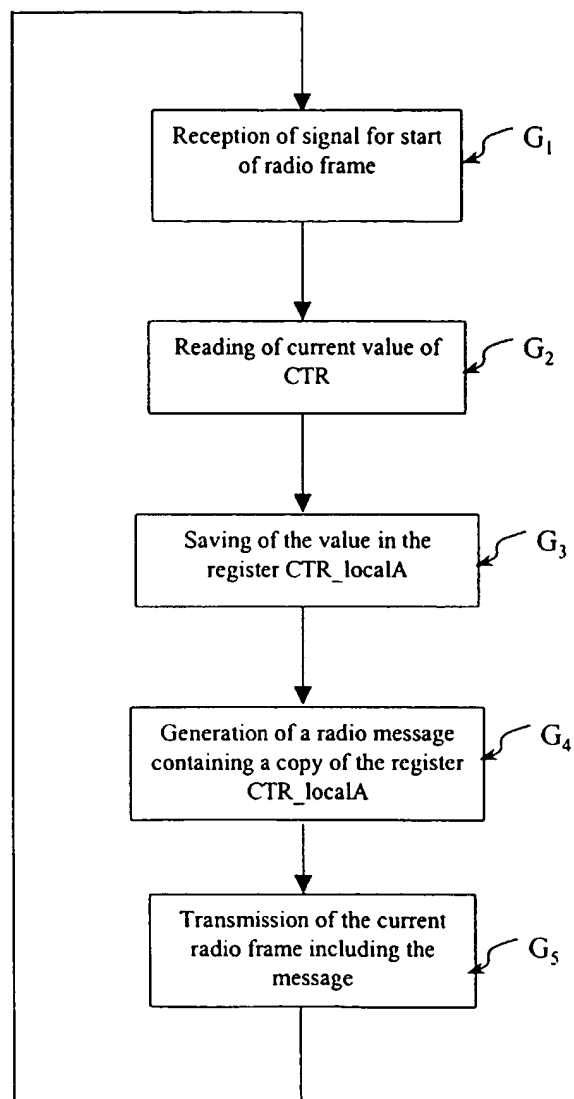 Reception of signal for start
of radio frame
G1
Reading of current value of
CTR
G2
Saving of the value in the
register CTR_localA
G3
Generation of a radio message
containing a copy of the register
CTR_localA
G4
Transmission of the current
radio frame including the
message
G5